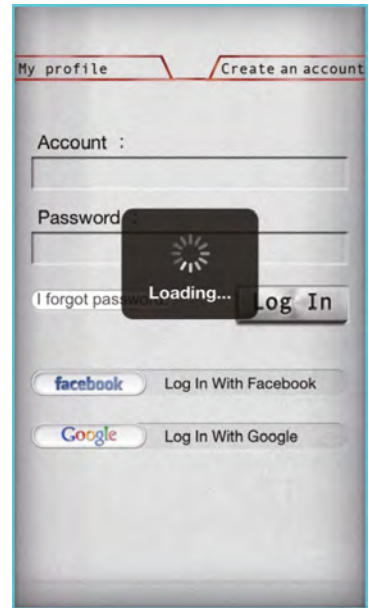 My profile
Create an account
Account :
Password :
Loading...
I forgot password.
Log In
facebook Log In With Facebook
Google Log In With Google